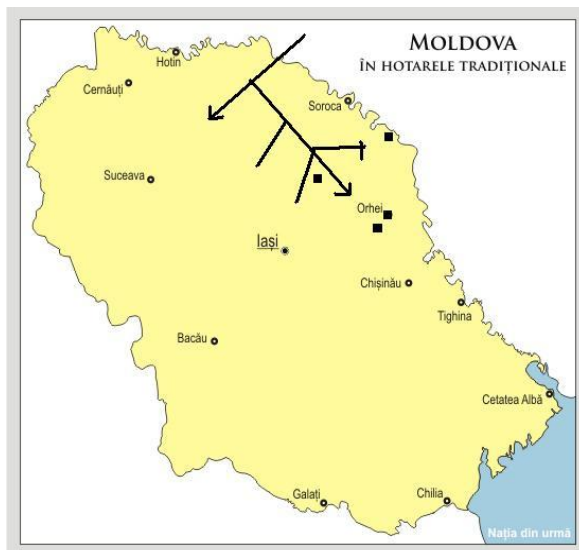 MOLDOVA
ÎN HOTARELE TRADIȚIONALE
Hotin
Cernăuți
Soroca
Suceava
Orhei
Iași
Chișinău
Tighina
Bacău
Cetatea Albă
Galați
Chilia
Nația din urmă